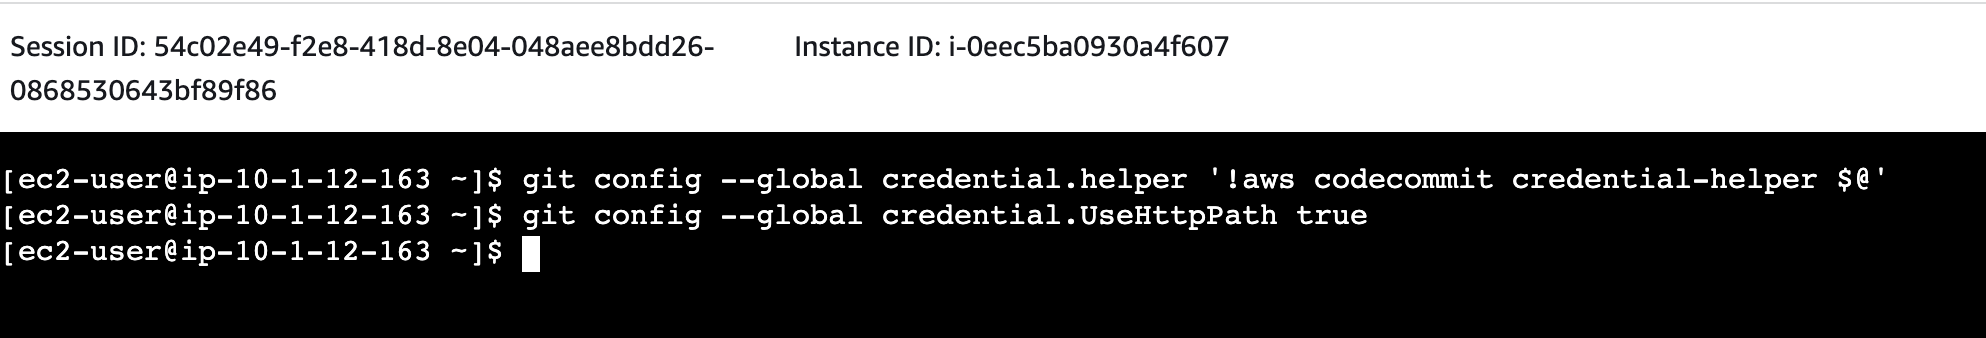 Session ID: 54c02e49-f2e8-418d-8e04-048aee8bdd26-
0868530643bf89f86
Instance ID: i-0eec5ba0930a4f607
[ec2-user@ip-10-1-12-163 ~]$ git config --global credential.helper '!aws codecommit credential-helper $@'
[ec2-user@ip-10-1-12-163 ~]$ git config --global credential.UseHttpPath true
[ec2-user@ip-10-1-12-163 ~]$